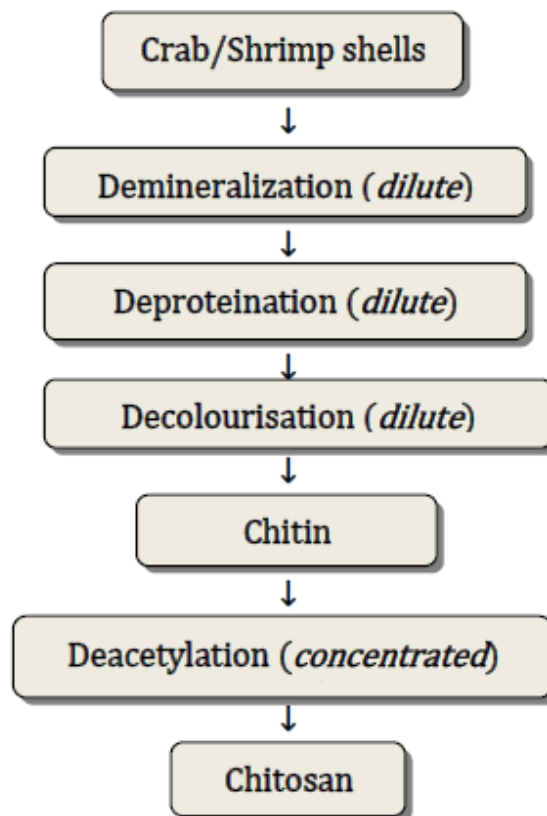 Crab/Shrimp shells
↓
Demineralization (dilute)
↓
Deproteination (dilute)
↓
Decolourisation (dilute)
↓
Chitin
↓
Deacetylation (concentrated)
↓
Chitosan